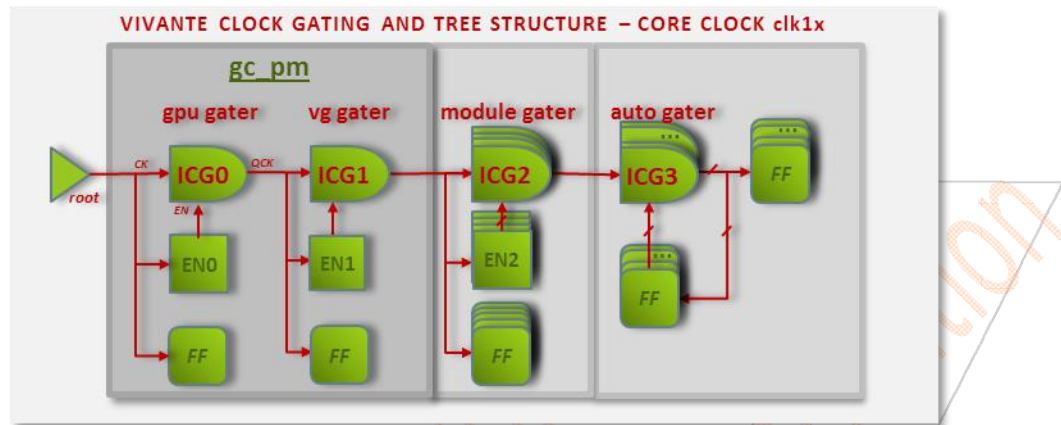 VIVANTE CLOCK GATING AND TREE STRUCTURE – CORE CLOCK clk1x
gc_pm
gpu gater
vg gater
module gater
auto gater
root
CK
ICG0
QCK
ICG1
ICG2
ICG3
...
...
FF
EN
EN0
EN1
EN2
...
FF
FF
FF
FF